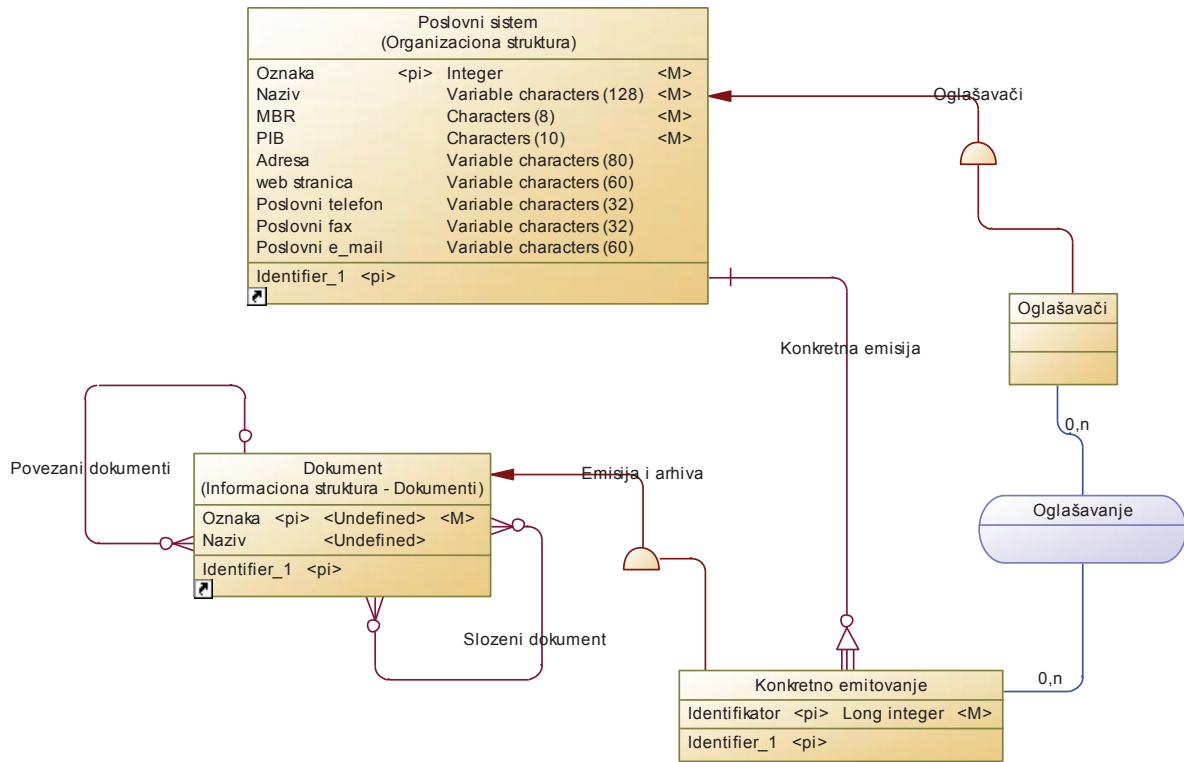 Poslovni sistem
(Organizaciona struktura)
Oznaka <pi> Integer <M>
Naziv Variable characters (128) <M>
MBR Characters (8) <M>
PIB Characters (10) <M>
Adresa Variable characters (80)
web stranica Variable characters (60)
Poslovni telefon Variable characters (32)
Poslovni fax Variable characters (32)
Poslovni e_mail Variable characters (60)
Identifier_1 <pi>
Oglašavači
Oglašavači
Konkretna emisija
0,n
Povezani dokumenti
Dokument
(Informaciona struktura - Dokumenti)
Oznaka <pi> <Undefined> <M>
Naziv <Undefined>
Identifier_1 <pi>
Emisija i arhiva
Oglašavanje
Slozeni dokument
0,n
Konkretno emitovanje
Identifikator <pi> Long integer <M>
Identifier_1 <pi>